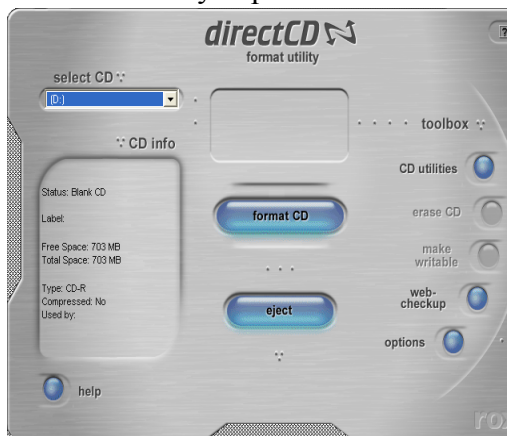 directCD
format utility
?
select CD
(D:)
toolbox
CD info
CD utilities
Status: Blank CD
Label:
format CD
erase CD
Free Space: 703 MB
Total Space: 703 MB
make
writable
Type: CD-R
Compressed: No
Used by:
web-
checkup
eject
options
help